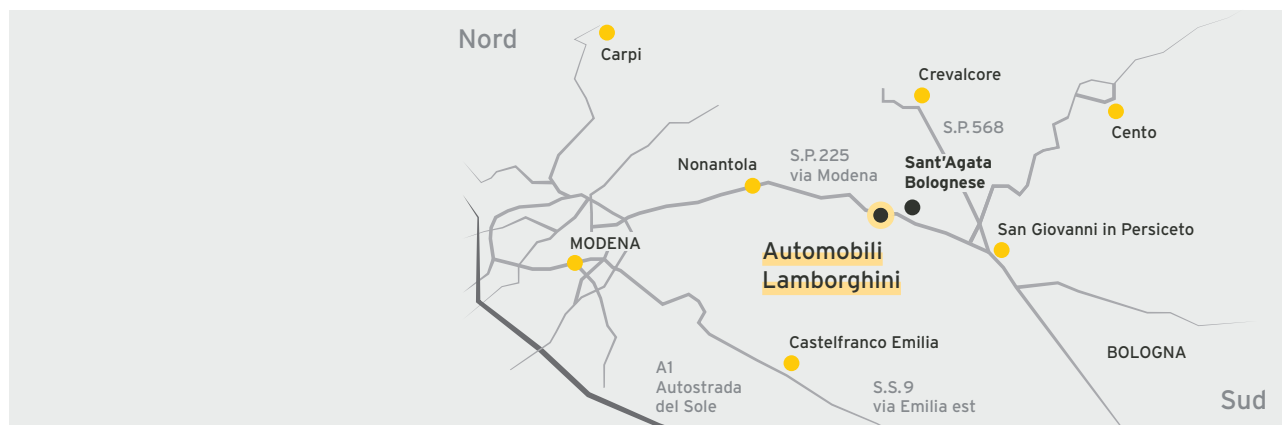 Nord
Carpi
Crevalcore
S.P. 568
Cento
Nonantola
S.P. 225
via Modena
Sant'Agata
Bolognese
San Giovanni in Persiceto
MODENA
Automobili
Lamborghini
Castelfranco Emilia
BOLOGNA
A1
Autostrada
del Sole
S.S. 9
via Emilia est
Sud